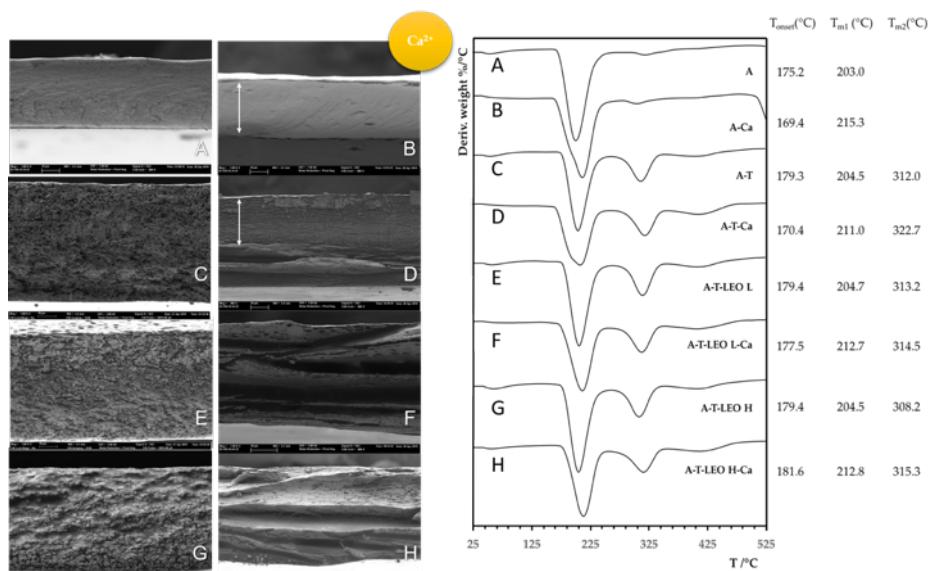 Ca²⁺
A
B
C
D
E
F
G
H
Deriv. weight %/°C
T_onset(°C) T_m1 (°C) T_m2(°C)
A A 175.2 203.0
B A-Ca 169.4 215.3
C A-T 179.3 204.5 312.0
D A-T-Ca 170.4 211.0 322.7
E A-T-LEO L 179.4 204.7 313.2
F A-T-LEO L-Ca 177.5 212.7 314.5
G A-T-LEO H 179.4 204.5 308.2
H A-T-LEO H-Ca 181.6 212.8 315.3
25 125 225 325 425 525
T /°C